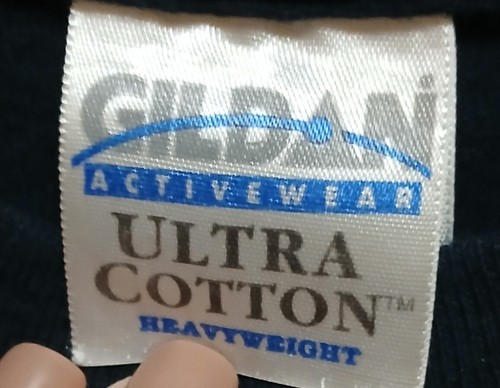 GILDAN
ACTIVEWEAR
ULTRA
COTTON™
HEAVYWEIGHT